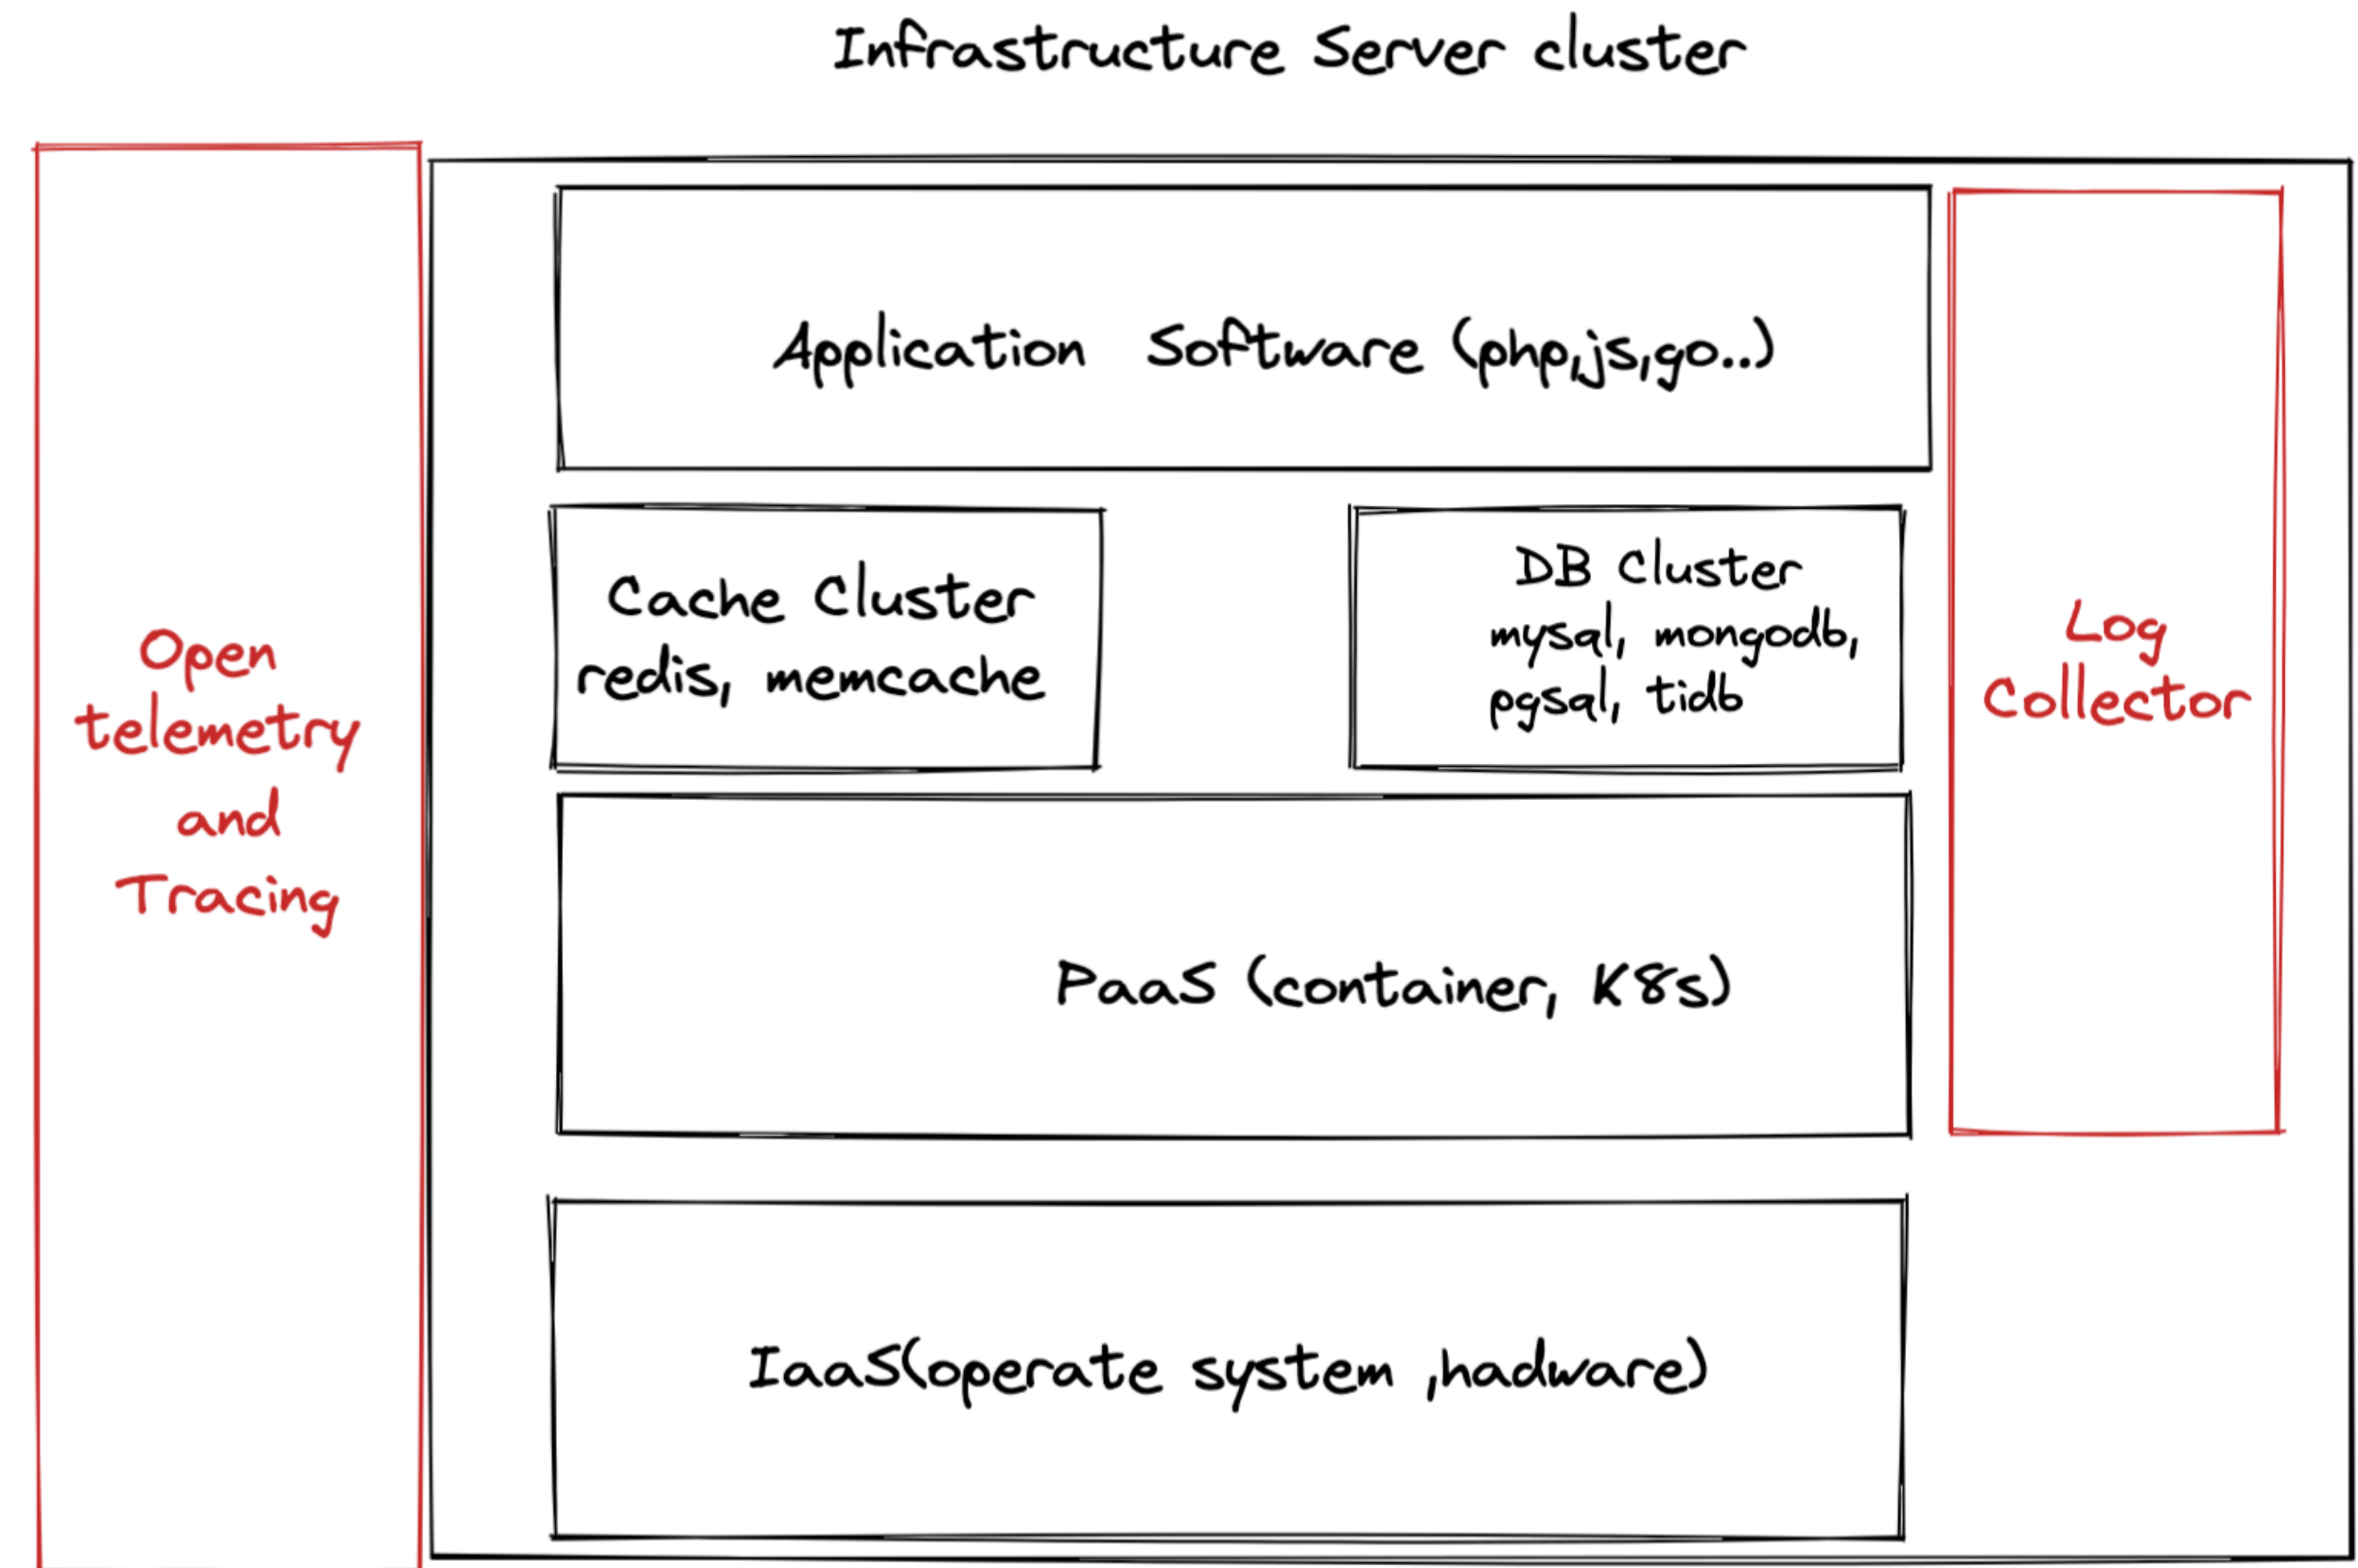 Infrastructure Server cluster
Application Software (php,js,go..)
Cache Cluster
redis, memcache
DB Cluster
mysql, mongodb,
pgsql, tidb
Log
Collector
Open
telemetry
and
Tracing
PaaS (container, K8s)
IaaS(operate system ,hadware)